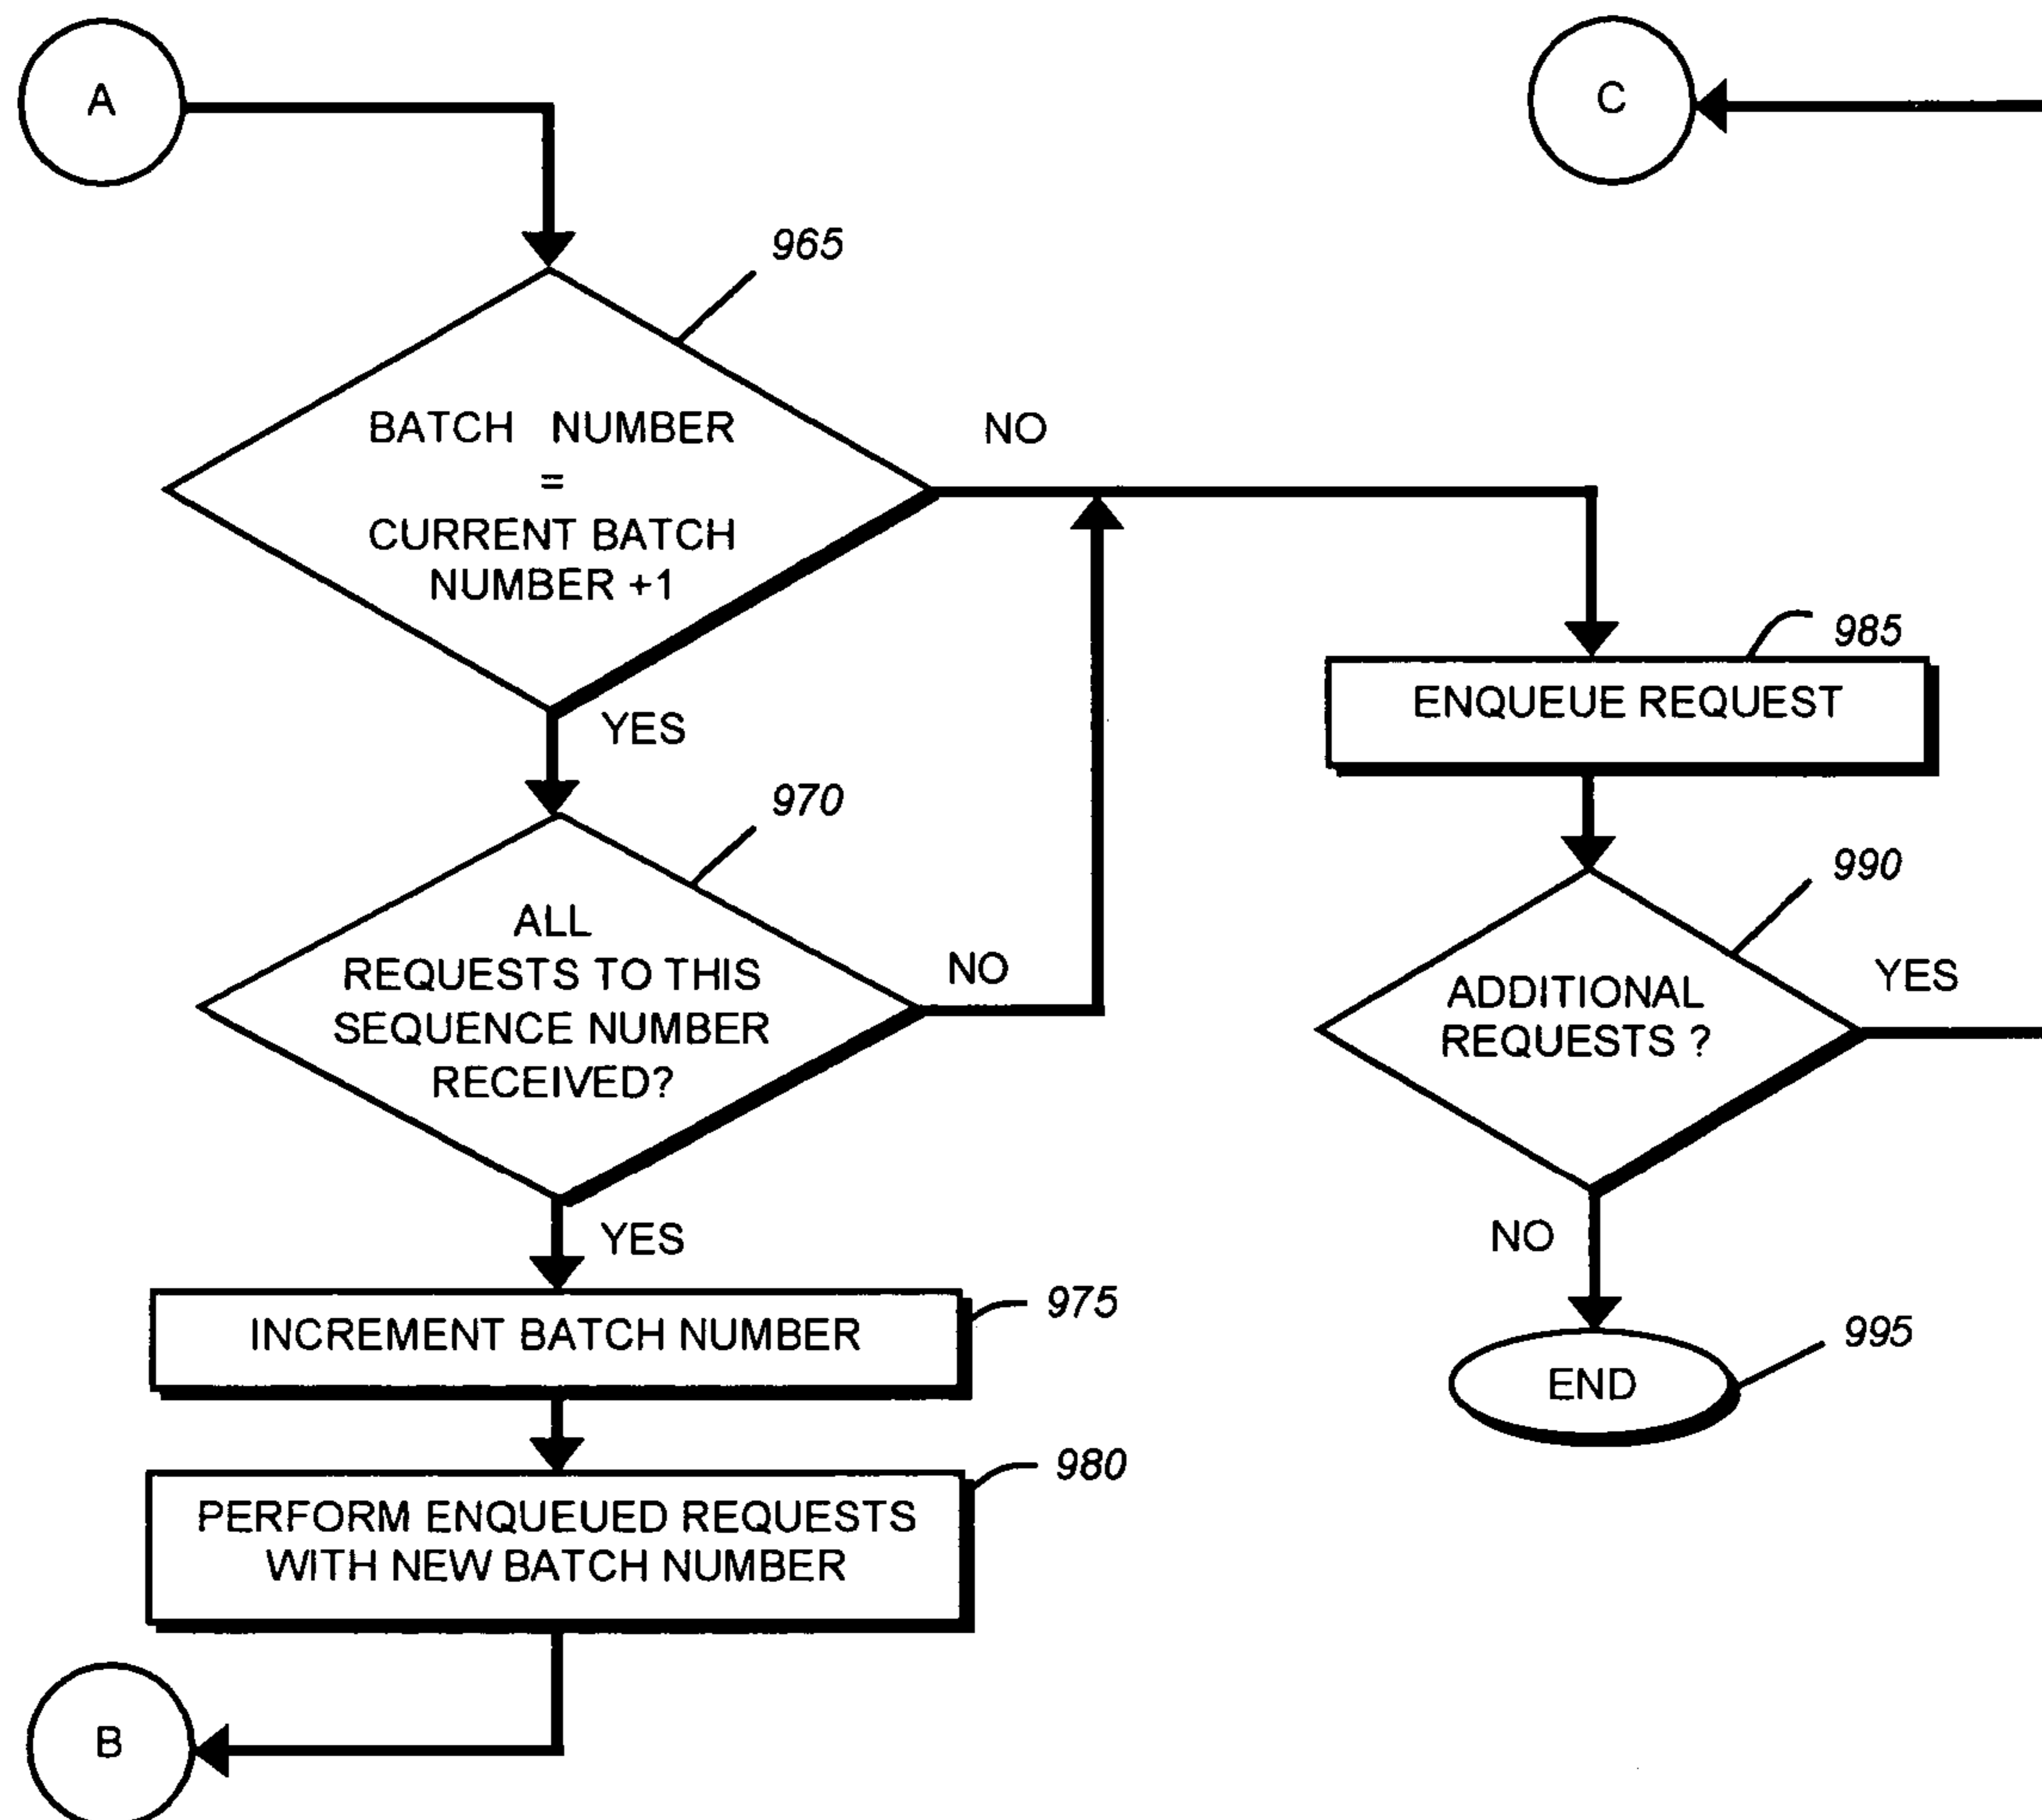 A
C
965
BATCH NUMBER
=
CURRENT BATCH
NUMBER +1
NO
YES
970
ALL
REQUESTS TO THIS
SEQUENCE NUMBER
RECEIVED?
NO
YES
INCREMENT BATCH NUMBER
975
PERFORM ENQUEUED REQUESTS
WITH NEW BATCH NUMBER
980
B
985
ENQUEUE REQUEST
990
ADDITIONAL
REQUESTS ?
YES
NO
END
995